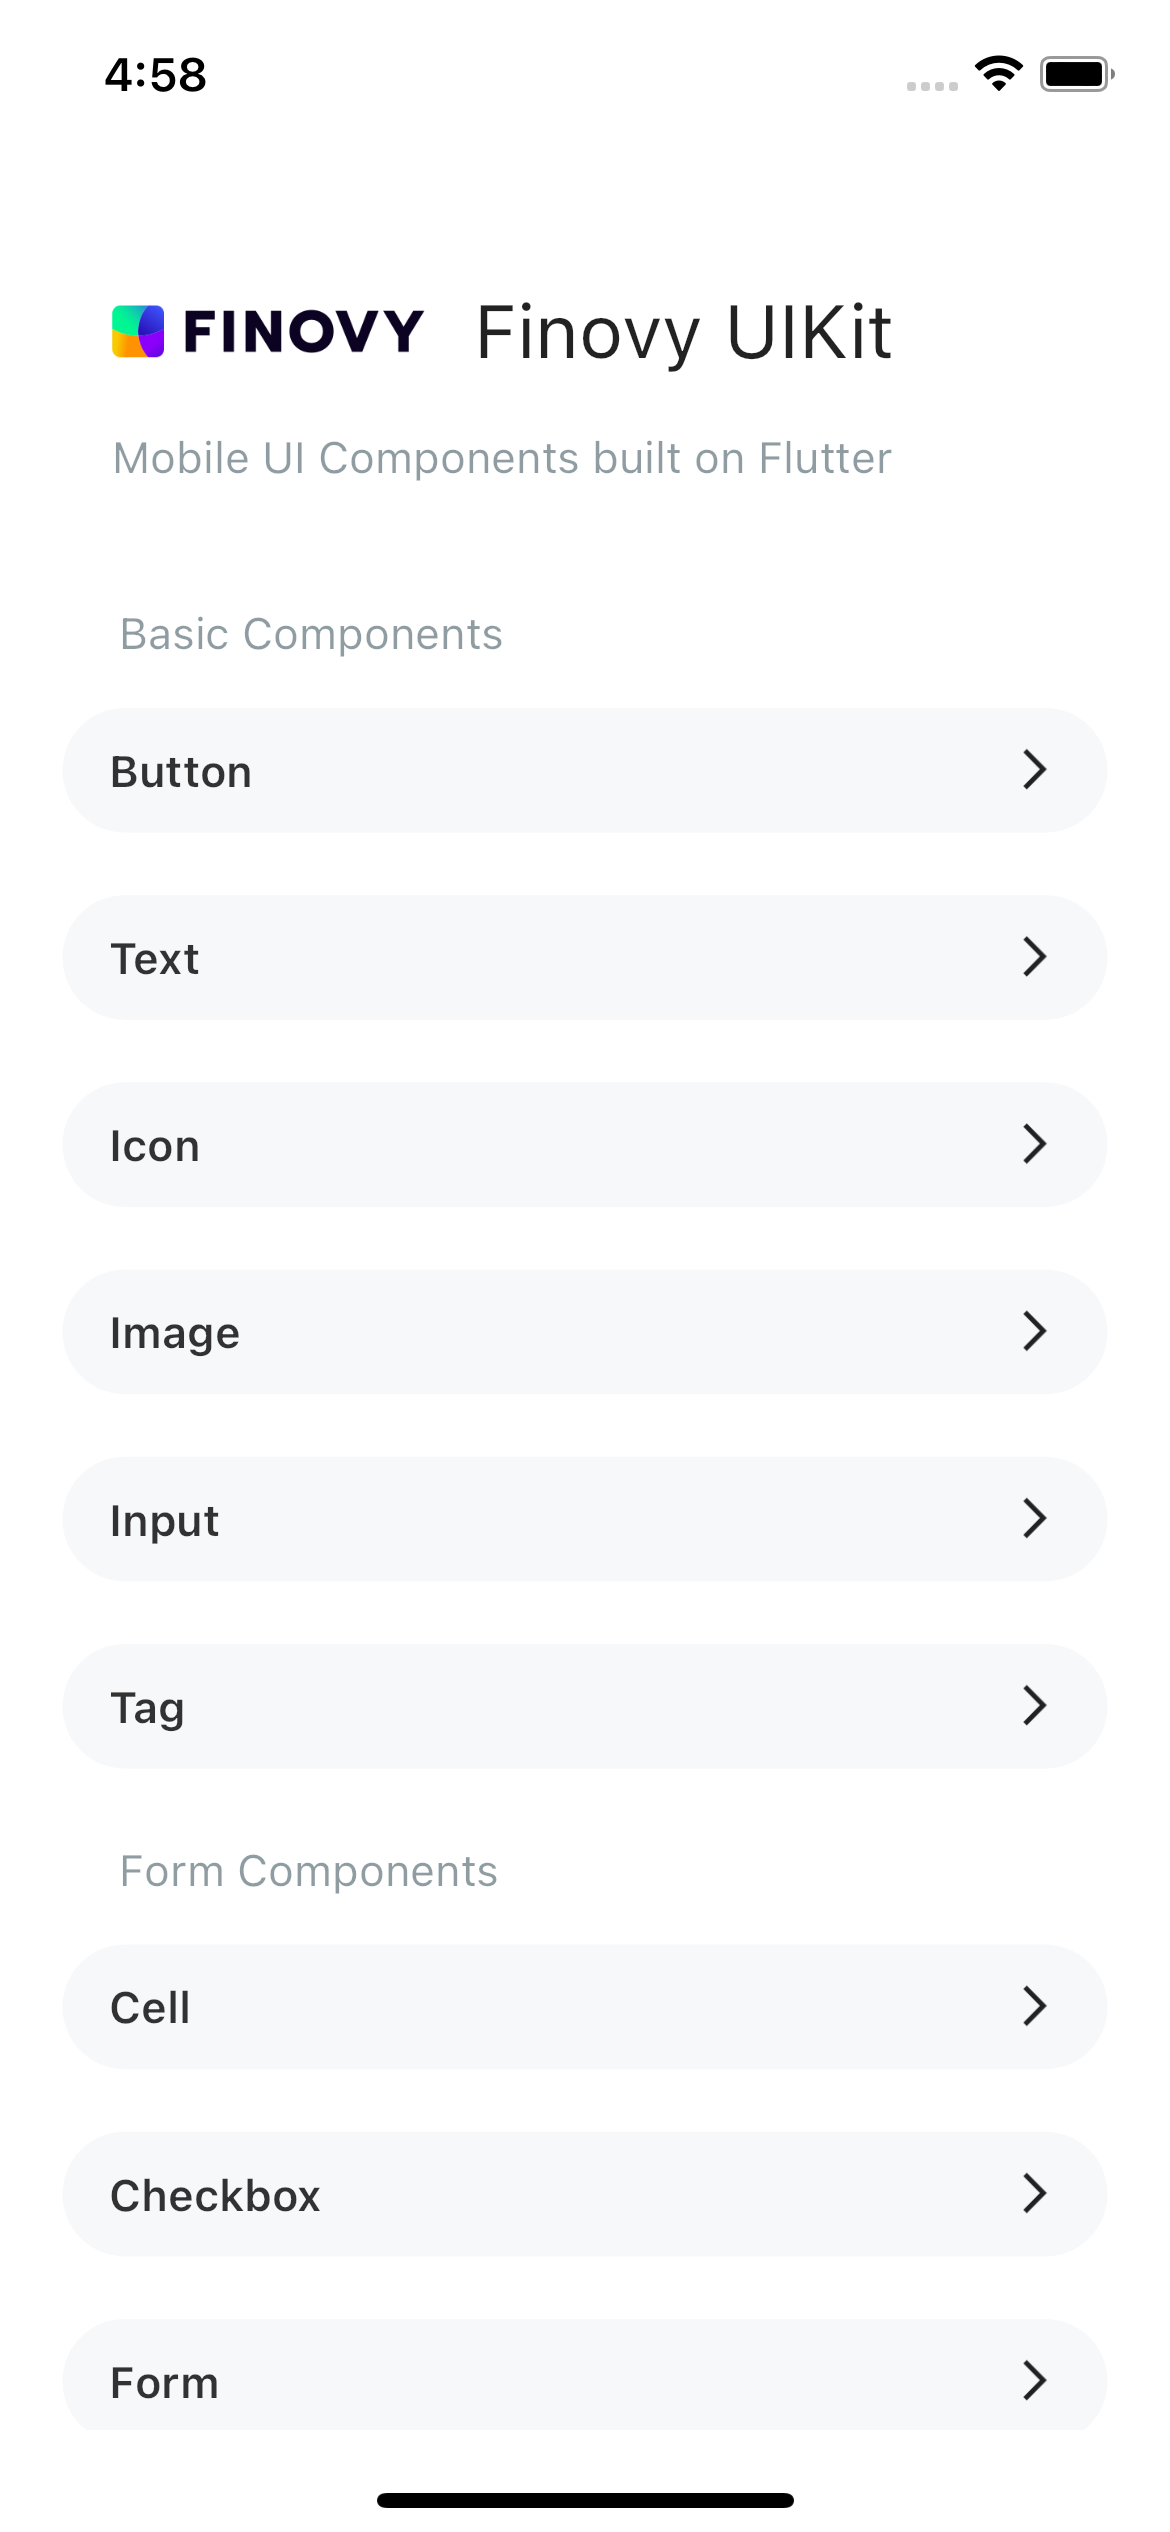 4:58
FINOVY Finovy UIKit
Mobile UI Components built on Flutter
Basic Components
Button
Text
Icon
Image
Input
Tag
Form Components
Cell
Checkbox
Form